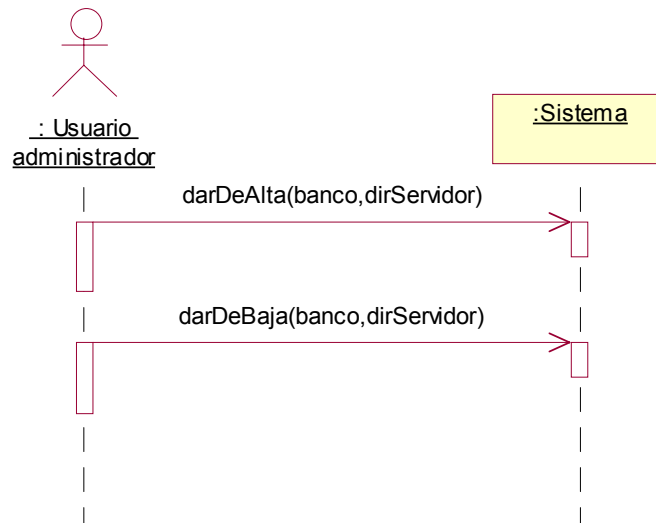 : Usuario
administrador
:Sistema
darDeAlta(banco,dirServidor)
darDeBaja(banco,dirServidor)